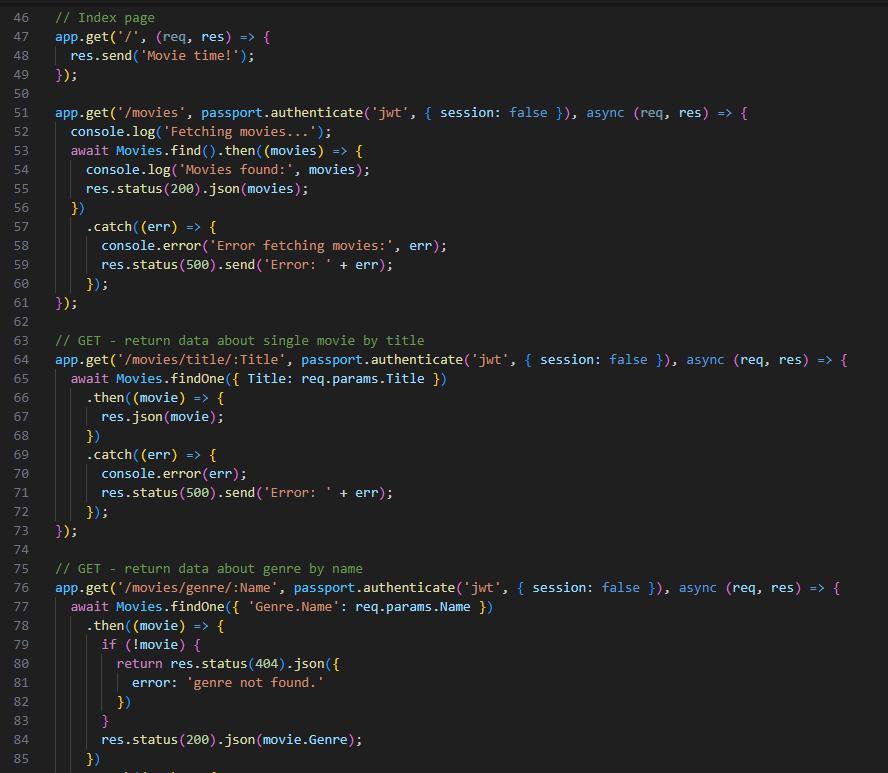 46 // Index page
47 app.get('/', (req, res) => {
48 res.send('Movie time!');
49 });
50
51 app.get('/movies', passport.authenticate('jwt', { session: false }), async (req, res) => {
52 console.log('Fetching movies...');
53 await Movies.find().then((movies) => {
54 console.log('Movies found:', movies);
55 res.status(200).json(movies);
56 })
57 .catch((err) => {
58 console.error('Error fetching movies:', err);
59 res.status(500).send('Error: ' + err);
60 });
61 });
62
63 // GET - return data about single movie by title
64 app.get('/movies/title/:Title', passport.authenticate('jwt', { session: false }), async (req, res) => {
65 await Movies.findOne({ Title: req.params.Title })
66 .then((movie) => {
67 res.json(movie);
68 })
69 .catch((err) => {
70 console.error(err);
71 res.status(500).send('Error: ' + err);
72 });
73 });
74
75 // GET - return data about genre by name
76 app.get('/movies/genre/:Name', passport.authenticate('jwt', { session: false }), async (req, res) => {
77 await Movies.findOne({ 'Genre.Name': req.params.Name })
78 .then((movie) => {
79 if (!movie) {
80 return res.status(404).json({
81 error: 'genre not found.'
82 })
83 }
84 res.status(200).json(movie.Genre);
85 })